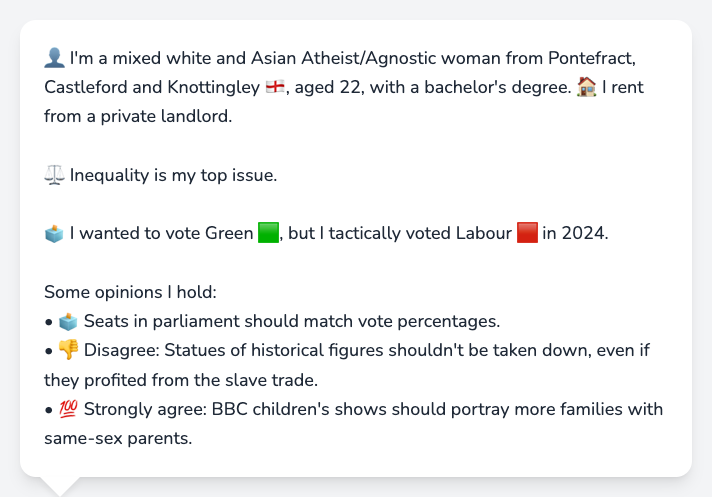 👤 I'm a mixed white and Asian Atheist/Agnostic woman from Pontefract,
Castleford and Knottingley 🏴󠁧󠁢󠁥󠁮󠁧󠁿, aged 22, with a bachelor's degree. 🏠 I rent
from a private landlord.
⚖️ Inequality is my top issue.
🗳️ I wanted to vote Green 🟩, but I tactically voted Labour 🟥 in 2024.
Some opinions I hold:
• 🗳️ Seats in parliament should match vote percentages.
• 👎 Disagree: Statues of historical figures shouldn't be taken down, even if
they profited from the slave trade.
• 💯 Strongly agree: BBC children's shows should portray more families with
same-sex parents.